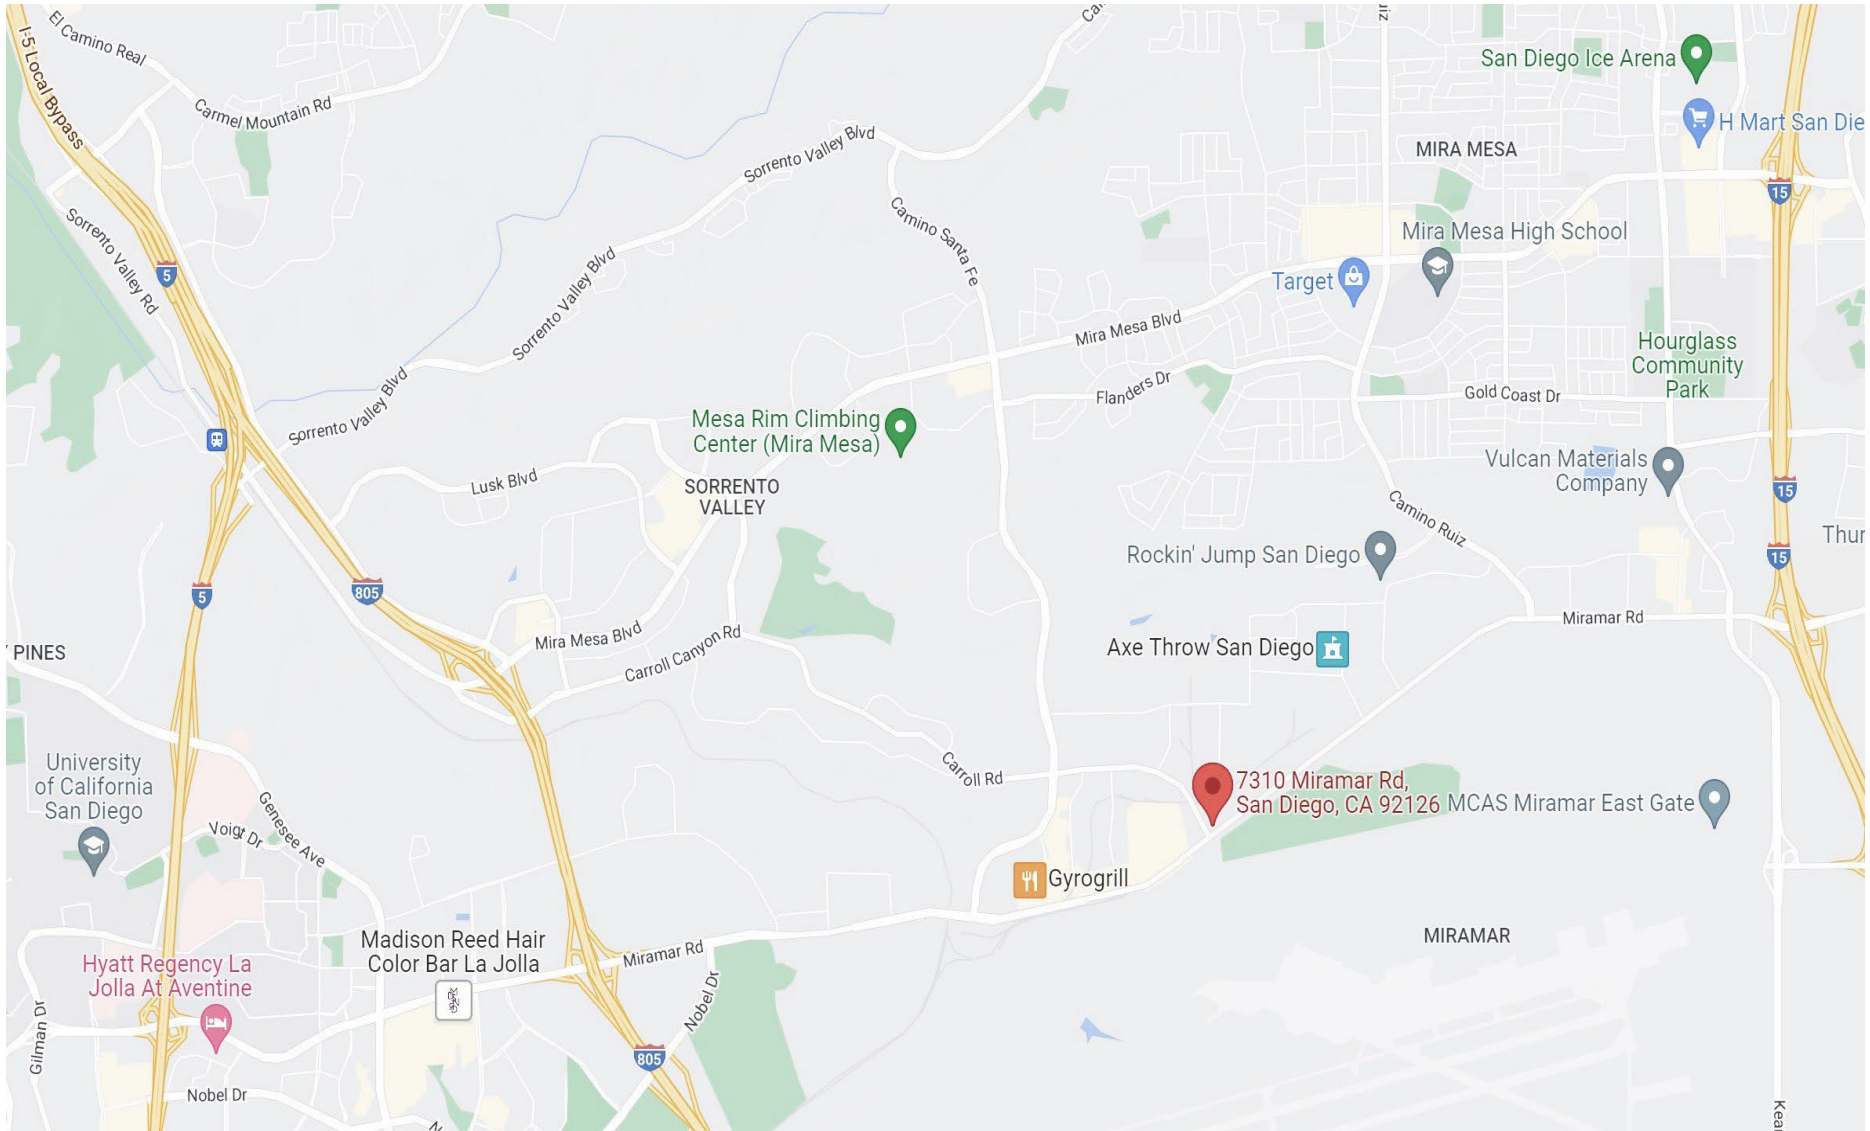 El Camino Real
I-5 Local Bypass
Carmel Mountain Rd
Sorrento Valley Blvd
San Diego Ice Arena
H Mart San Die
MIRA MESA
15
Mira Mesa High School
Camino Santa Fe
Sorrento Valley Rd
5
Sorrento Valley Blvd
Target
Mira Mesa Blvd
Hourglass
Community
Park
Flanders Dr
Gold Coast Dr
Sorrento Valley Blvd
Mesa Rim Climbing
Center (Mira Mesa)
Lusk Blvd
SORRENTO
VALLEY
Vulcan Materials
Company
15
Camino Ruiz
Rockin' Jump San Diego
15
Thur
5
805
Miramar Rd
Mira Mesa Blvd
Carroll Canyon Rd
Axe Throw San Diego
PINES
University
of California
San Diego
Carroll Rd
7310 Miramar Rd,
San Diego, CA 92126
MCAS Miramar East Gate
Genesee Ave
Voigt Dr
Gyrogrill
MIRAMAR
Madison Reed Hair
Color Bar La Jolla
Miramar Rd
Hyatt Regency La
Jolla At Aventine
Nobel Dr
Gilman Dr
805
Nobel Dr